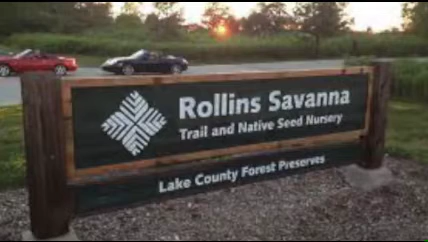 Rollins Savanna
Trail and Native Seed Nursery
Lake County Forest Preserves